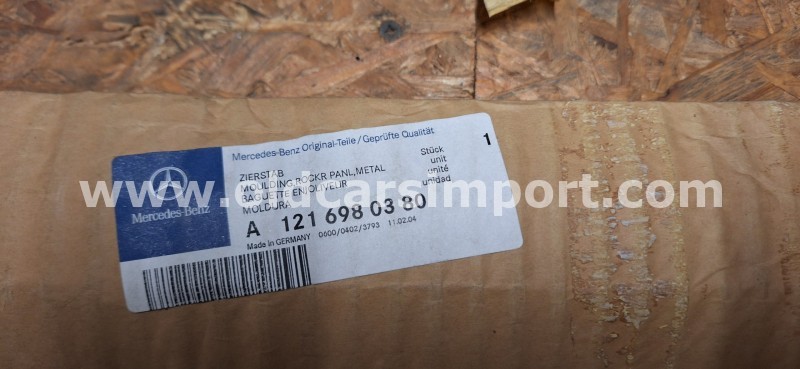 Mercedes-Benz Original-Teile / Geprüfte Qualität
1
ZIERSTAB
MOULDING,ROCKR PANL,METAL
BAGUETTE ENJOLIVEUR
MOLDURA
Stück
unit
unité
unidad
Mercedes-Benz
A 121 698 03 80
Made in GERMANY 0600/0402/3793 11.02.04
www.oldcarsimport.com